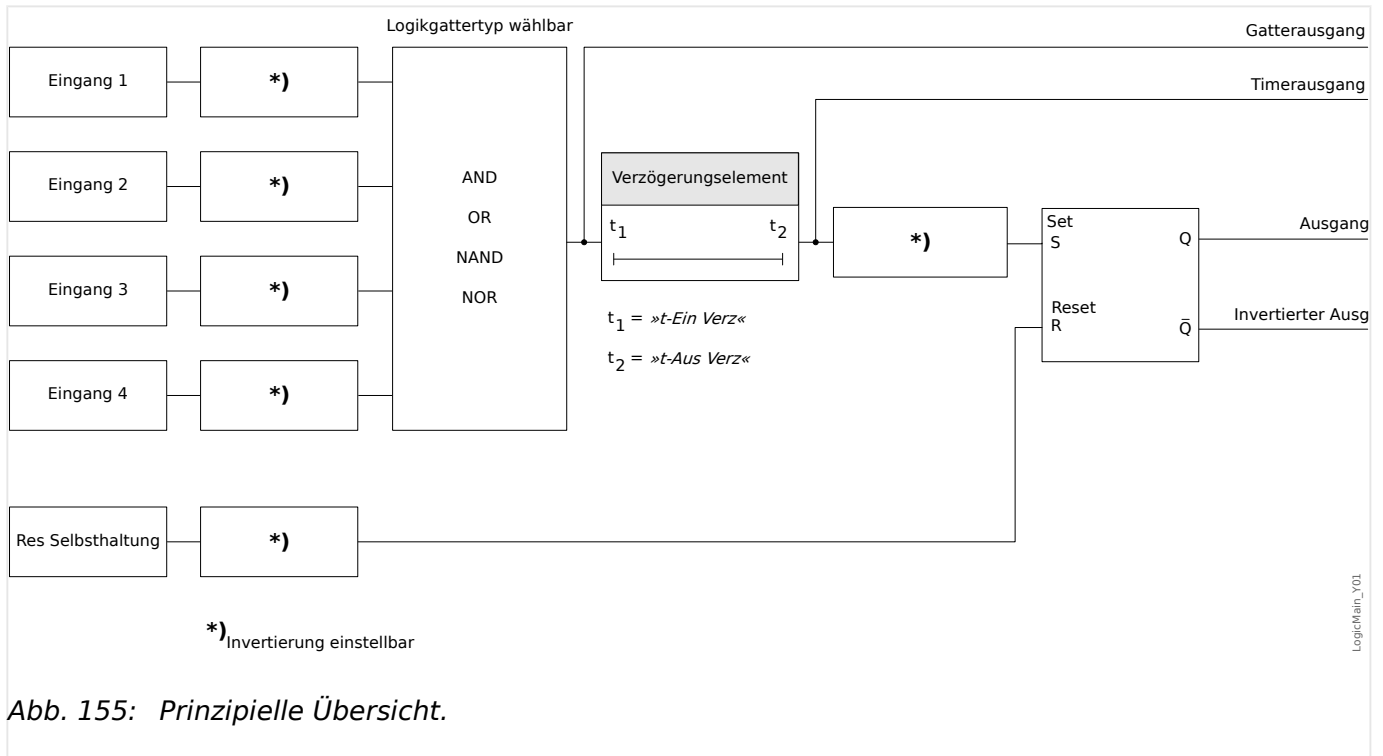 Logikgattertyp wählbar
Gatterausgang
Eingang 1
*)
Timerausgang
Eingang 2
*)
AND
OR
NAND
NOR
Verzögerungselement
t1
t2
*)
Set
S
Q
Ausgang
Eingang 3
*)
Reset
R
Q̅
Invertierter Ausg
t1 = »t-Ein Verz«
t2 = »t-Aus Verz«
Eingang 4
*)
Res Selbsthaltung
*)
*)Invertierung einstellbar
LogicMain_Y01
Abb. 155: Prinzipielle Übersicht.